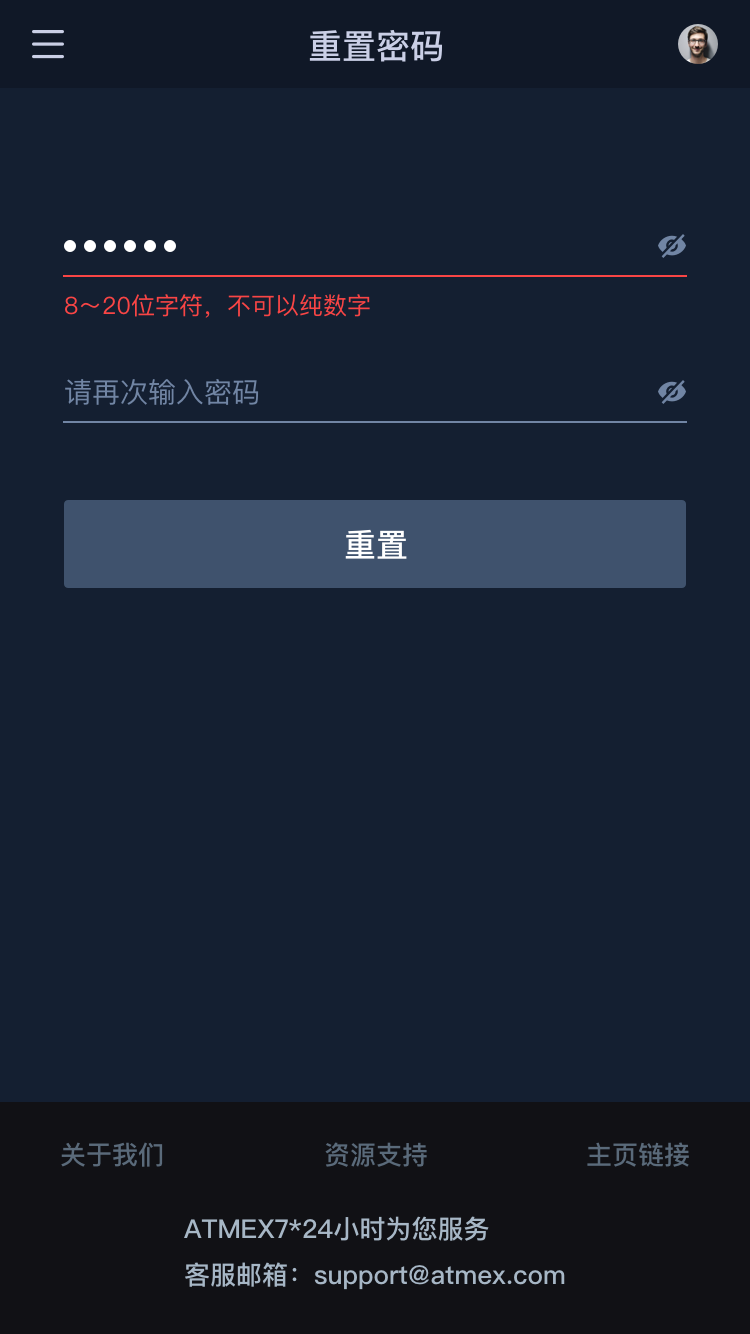 重置密码
8～20位字符，不可以纯数字
请再次输入密码
重置
关于我们 资源支持 主页链接
ATMEX7*24小时为您服务
客服邮箱：support@atmex.com